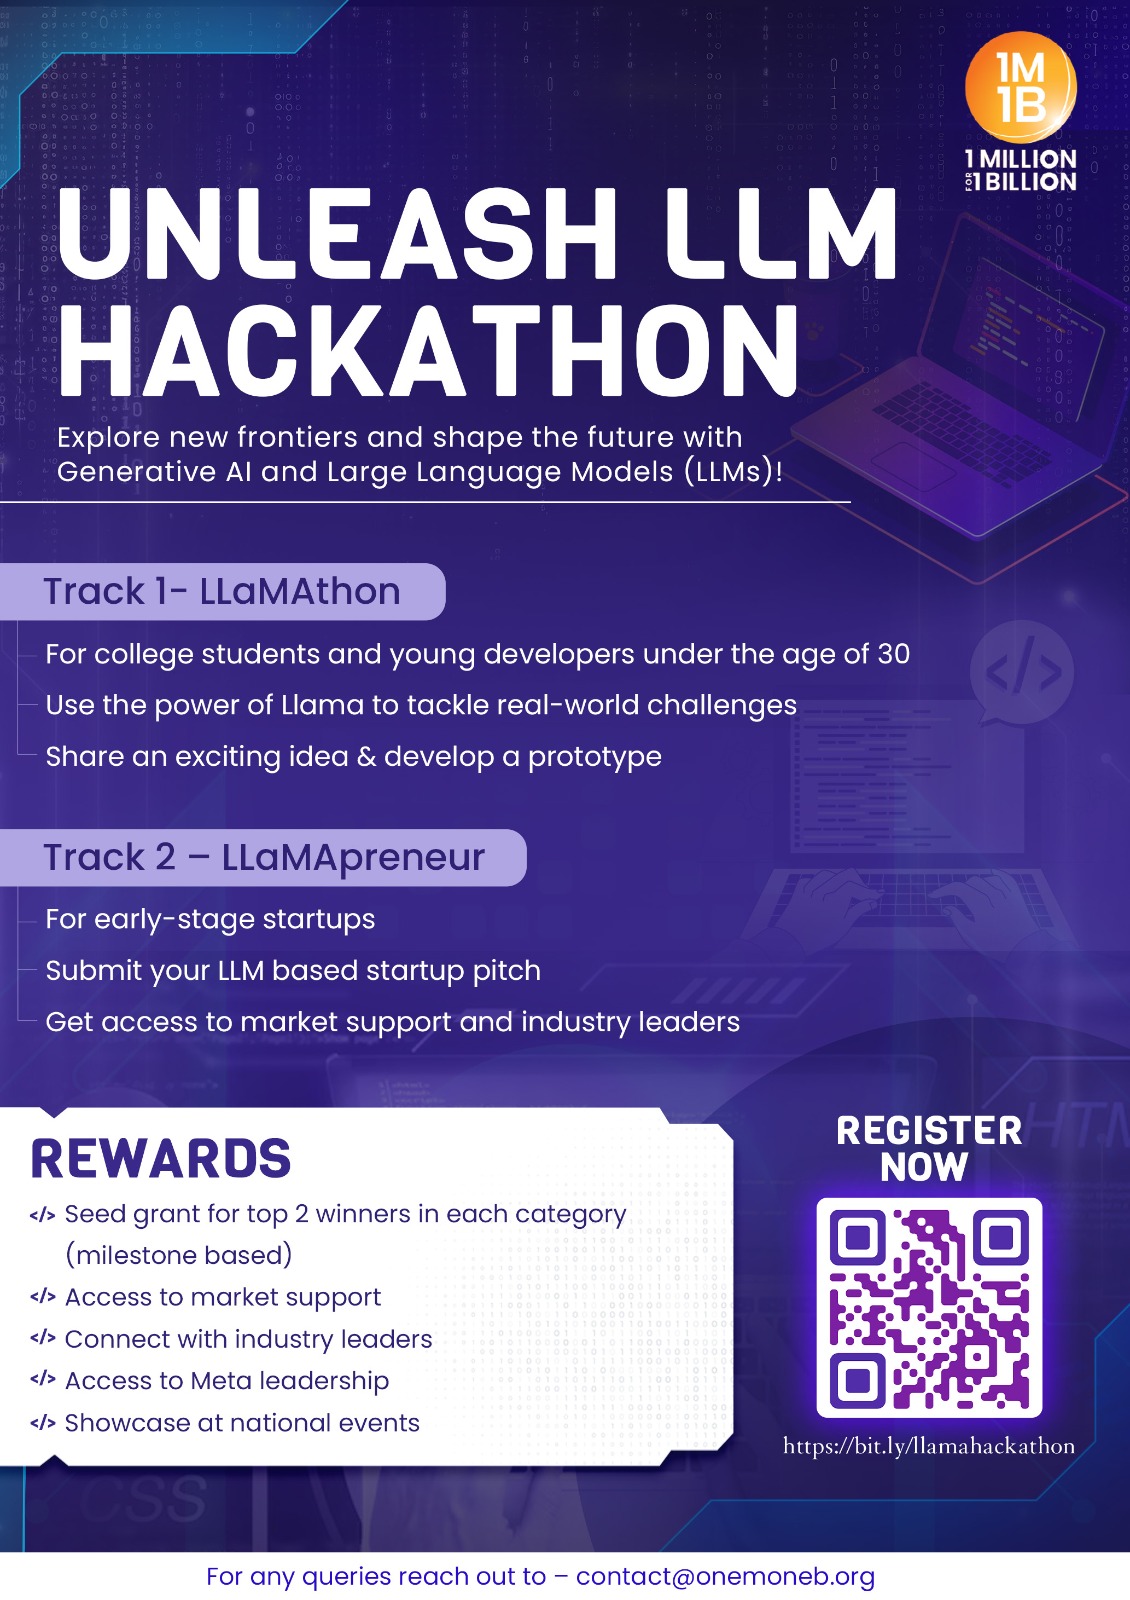 1M
1B
1 MILLION
FOR 1 BILLION
UNLEASH LLM
HACKATHON
Explore new frontiers and shape the future with
Generative AI and Large Language Models (LLMs)!
Track 1- LLaMAthon
For college students and young developers under the age of 30
Use the power of Llama to tackle real-world challenges
</>
Share an exciting idea & develop a prototype
Track 2 – LLaMApreneur
For early-stage startups
Submit your LLM based startup pitch
Get access to market support and industry leaders
REWARDS
</> Seed grant for top 2 winners in each category
(milestone based)
</> Access to market support
</> Connect with industry leaders
</> Access to Meta leadership
</> Showcase at national events
REGISTER
NOW
https://bit.ly/llamahackathon
CSS
For any queries reach out to – contact@onemoneb.org